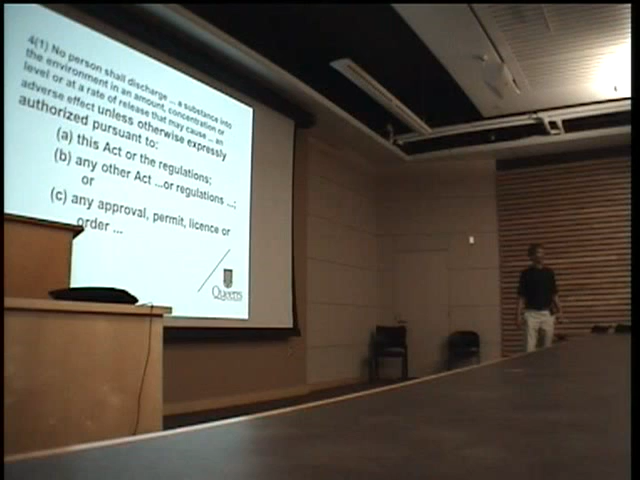 4(1) No person shall discharge ... a substance into
the environment in an amount, concentration or
level or at a rate of release that may cause ... an
adverse effect unless otherwise expressly
authorized pursuant to:
(a) this Act or the regulations;
(b) any other Act ...or regulations ...;
or
(c) any approval, permit, licence or
order ...
Queen's